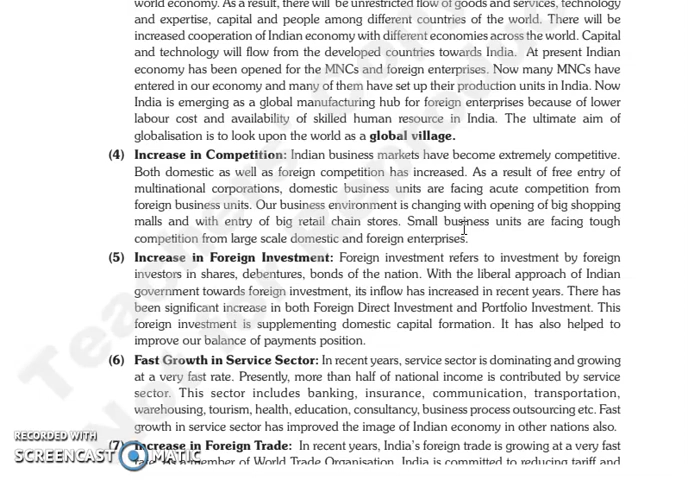 world economy. As a result, there will be unrestricted flow of goods and services, technology
and expertise, capital and people among different countries of the world. There will be
increased cooperation of Indian economy with different economies across the world. Capital
and technology will flow from the developed countries towards India. At present Indian
economy has been opened for the MNCs and foreign enterprises. Now many MNCs have
entered in our economy and many of them have set up their production units in India. Now
India is emerging as a global manufacturing hub for foreign enterprises because of lower
labour cost and availability of skilled human resource in India. The ultimate aim of
globalisation is to look upon the world as a global village.
(4) Increase in Competition: Indian business markets have become extremely competitive.
Both domestic as well as foreign competition has increased. As a result of free entry of
multinational corporations, domestic business units are facing acute competition from
foreign business units. Our business environment is changing with opening of big shopping
malls and with entry of big retail chain stores. Small business units are facing tough
competition from large scale domestic and foreign enterprises.
(5) Increase in Foreign Investment: Foreign investment refers to investment by foreign
investors in shares, debentures, bonds of the nation. With the liberal approach of Indian
government towards foreign investment, its inflow has increased in recent years. There has
been significant increase in both Foreign Direct Investment and Portfolio Investment. This
foreign investment is supplementing domestic capital formation. It has also helped to
improve our balance of payments position.
(6) Fast Growth in Service Sector: In recent years, service sector is dominating and growing
at a very fast rate. Presently, more than half of national income is contributed by service
sector. This sector includes banking, insurance, communication, transportation,
warehousing, tourism, health, education, consultancy, business process outsourcing etc. Fast
growth in service sector has improved the image of Indian economy in other nations also.
(7) Increase in Foreign Trade: In recent years, India's foreign trade is growing at a very fast
member of World Trade Organisation, India is committed to reducing tariff and
RECORDED WITH
SCREENCAST MATIC